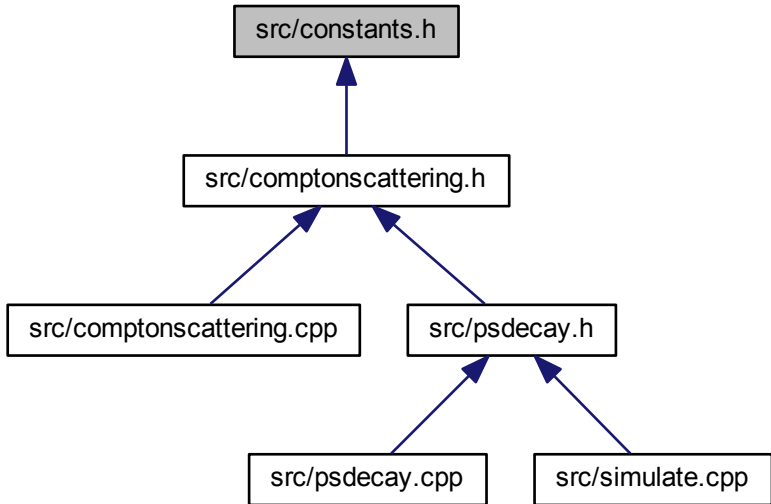 src/constants.h
src/comptonscattering.h
src/comptonscattering.cpp
src/psdecay.h
src/psdecay.cpp
src/simulate.cpp